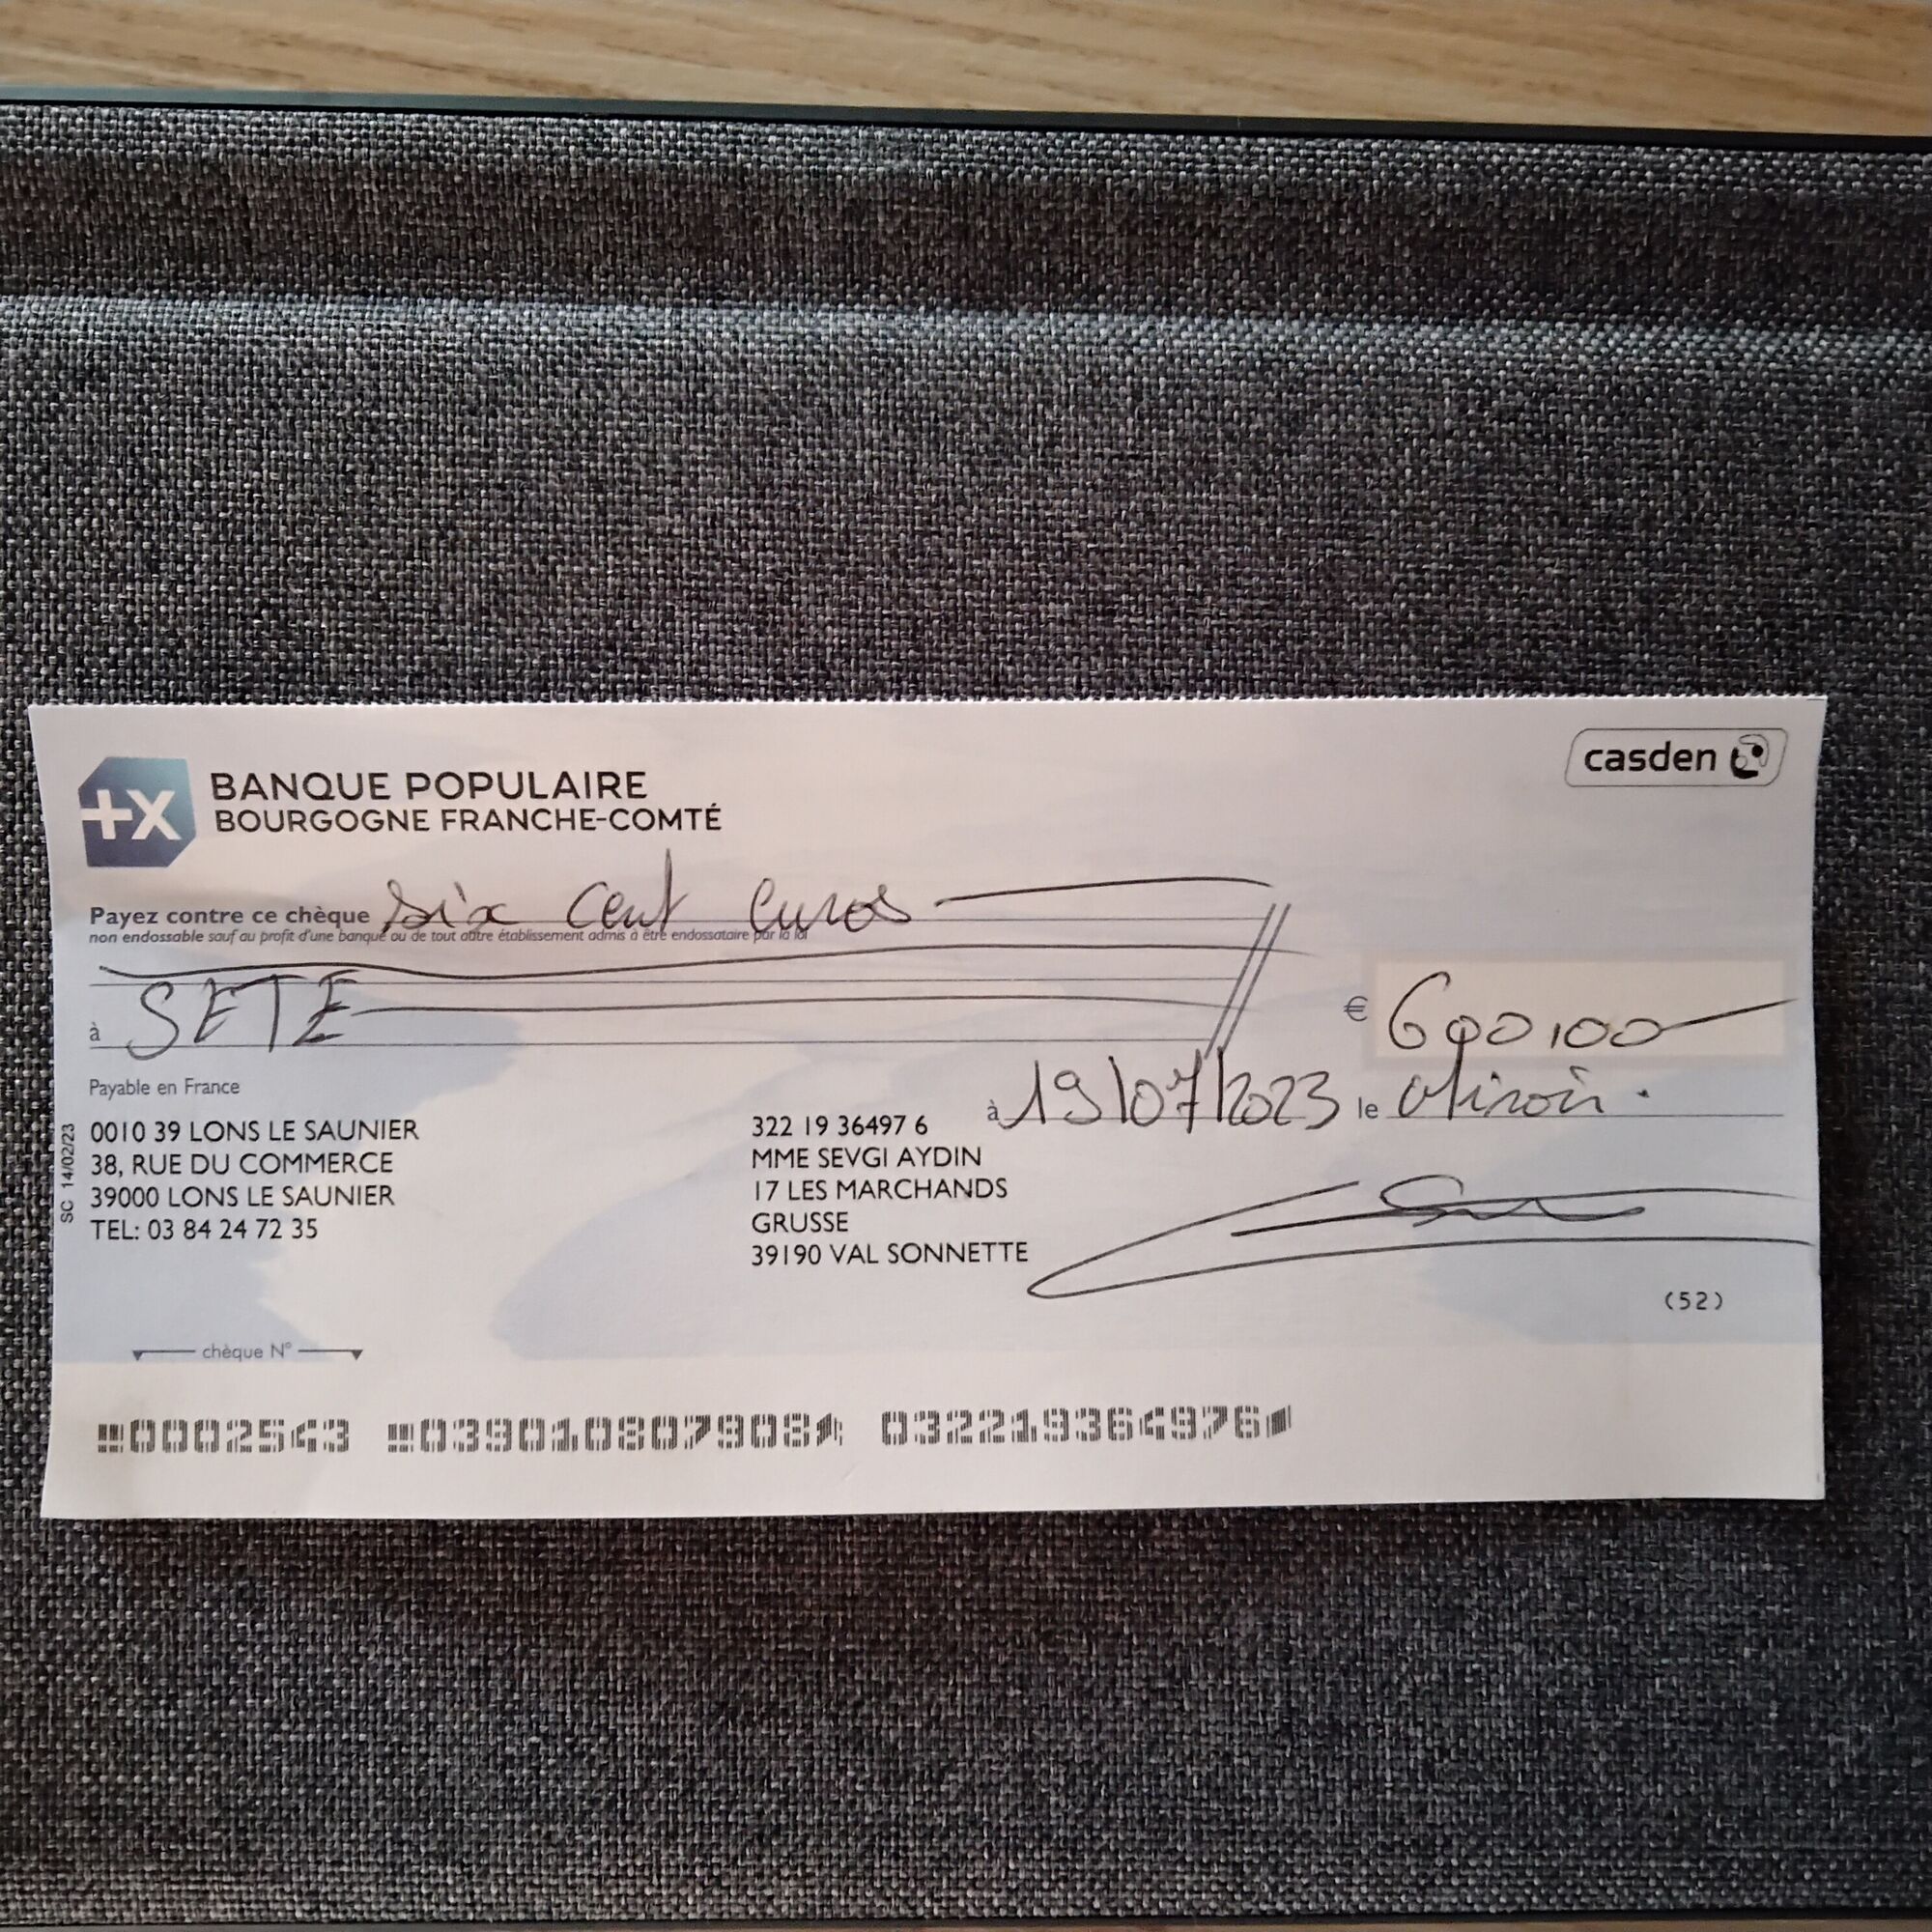 casden
+X BANQUE POPULAIRE
BOURGOGNE FRANCHE-COMTÉ
Payez contre ce chèque six cent euros
non endossable sauf au profit d'une banque ou de tout autre établissement admis à être endossataire par la loi
à SETE
€ 600,00
Payable en France
à 19/07/2023 le
SC 14/02/23
0010 39 LONS LE SAUNIER
38, RUE DU COMMERCE
39000 LONS LE SAUNIER
TEL: 03 84 24 72 35
322 19 36497 6
MME SEVGI AYDIN
17 LES MARCHANDS
GRUSSE
39190 VAL SONNETTE
(52)
chèque N°
0002543 039010807908 032219364976